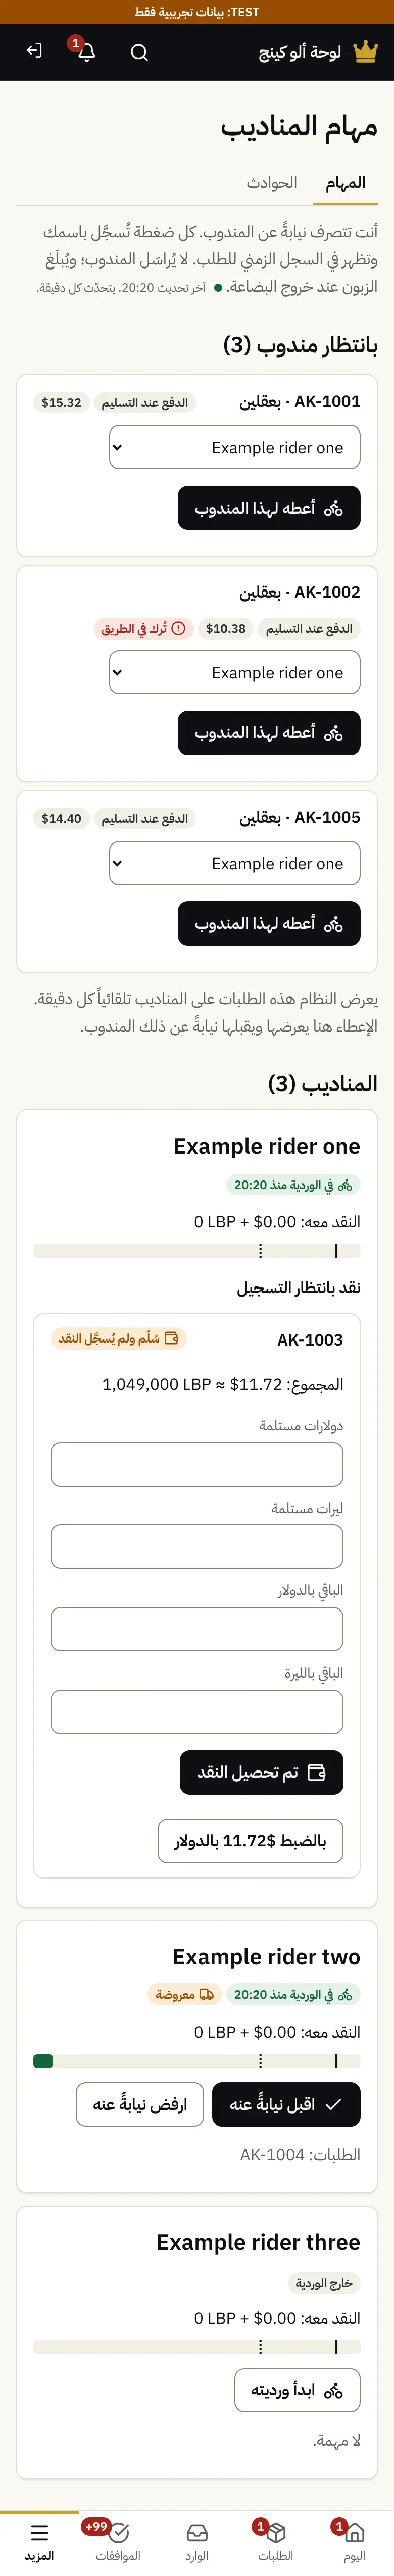 TEST: بيانات تجريبية فقط
لوحة ألو كينج
1
مهام المناديب
المهام
الحوادث
أنت تتصرف نيابةً عن المندوب. كل ضغطة تُسجَّل باسمك
وتظهر في السجل الزمني للطلب. لا يُراسَل المندوب؛ ويُبلَغ
الزبون عند خروج البضاعة. ● آخر تحديث 20:20. يتحدّث كل دقيقة.
بانتظار مندوب (3)
AK-1001 · بعقلين
الدفع عند التسليم
$15.32
Example rider one
أعطه لهذا المندوب
AK-1002 · بعقلين
الدفع عند التسليم
$10.38
تُرك في الطريق
Example rider one
أعطه لهذا المندوب
AK-1005 · بعقلين
الدفع عند التسليم
$14.40
Example rider one
أعطه لهذا المندوب
يعرض النظام هذه الطلبات على المناديب تلقائياً كل دقيقة.
الإعطاء هنا يعرضها ويقبلها نيابةً عن ذلك المندوب.
المناديب (3)
Example rider one
في الوردية منذ 20:20
النقد معه: $0.00 + 0 LBP
نقد بانتظار التسجيل
AK-1003
سُلّم ولم يُسجَّل النقد
المجموع: $11.72 ≈ 1,049,000 LBP
دولارات مستلمة
ليرات مستلمة
الباقي بالدولار
الباقي بالليرة
تم تحصيل النقد
بالضبط $11.72 بالدولار
Example rider two
في الوردية منذ 20:20
معروضة
النقد معه: $0.00 + 0 LBP
اقبل نيابةً عنه
ارفض نيابةً عنه
الطلبات: AK-1004
Example rider three
خارج الوردية
النقد معه: $0.00 + 0 LBP
ابدأ ورديته
لا مهمة.
1
اليوم
1
الطلبات
الوارد
99+
الموافقات
المزيد